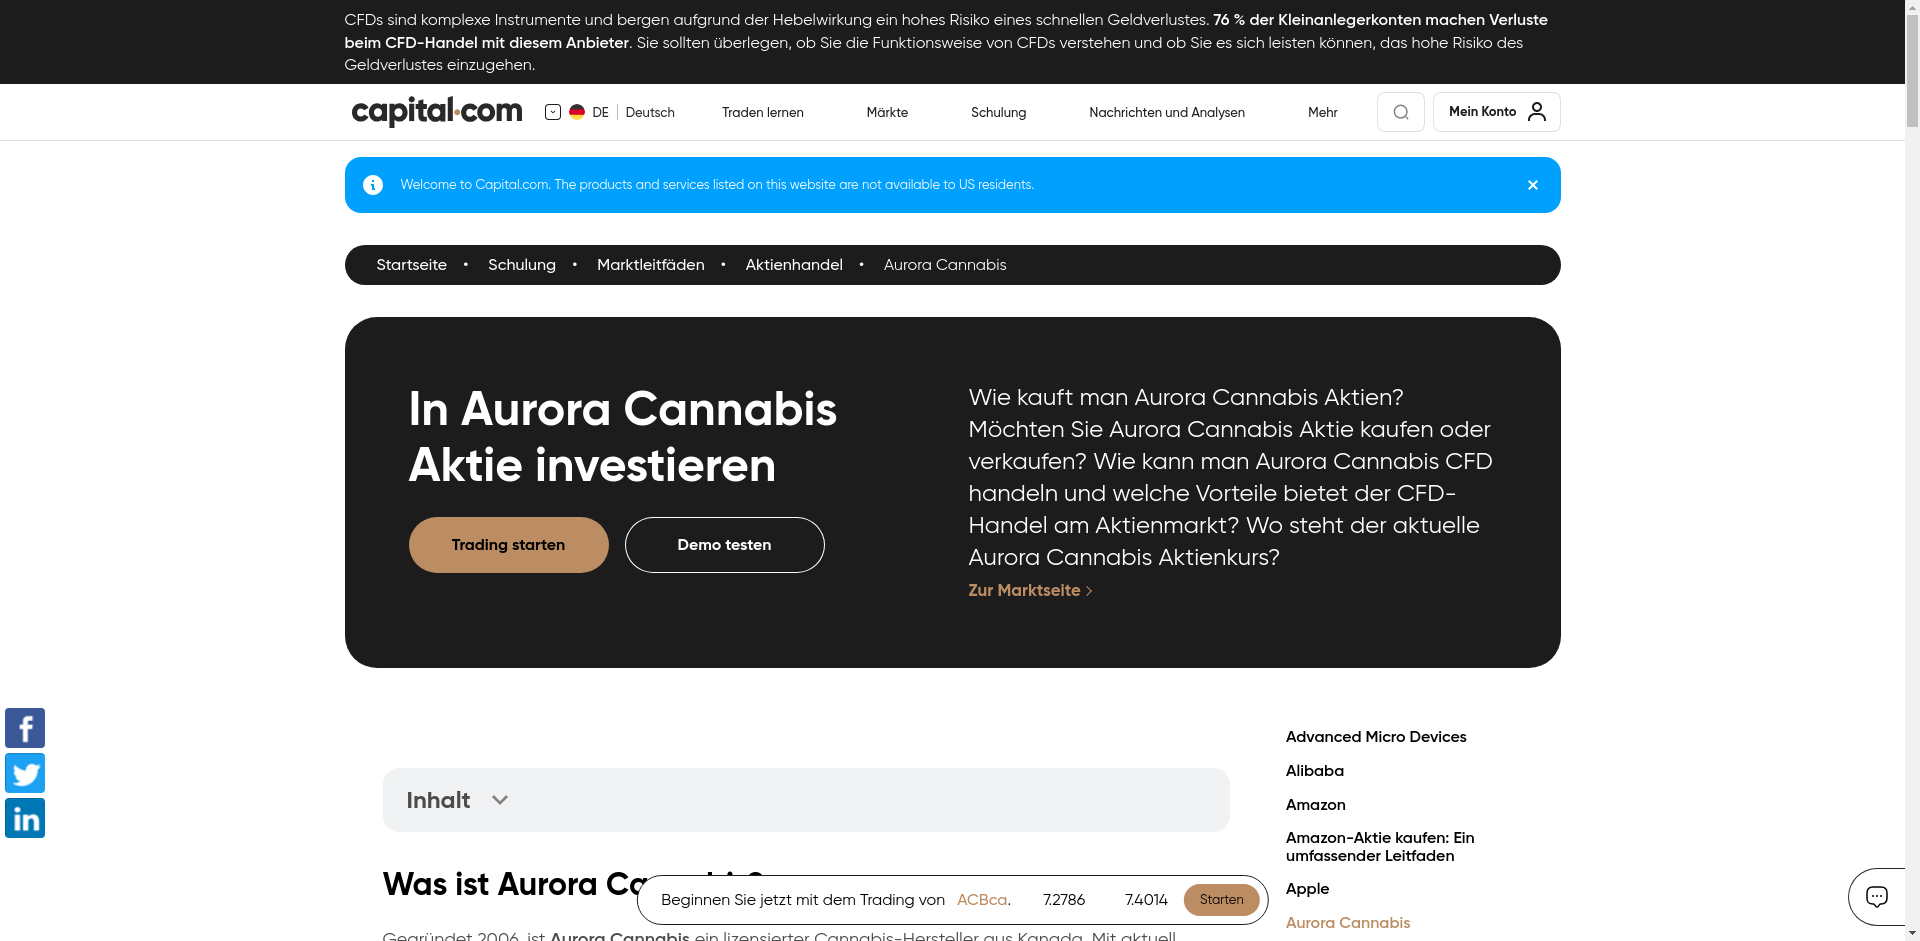 CFDs sind komplexe Instrumente und bergen aufgrund der Hebelwirkung ein hohes Risiko eines schnellen Geldverlustes. 76 % der Kleinanlegerkonten machen Verluste
beim CFD-Handel mit diesem Anbieter. Sie sollten überlegen, ob Sie die Funktionsweise von CFDs verstehen und ob Sie es sich leisten können, das hohe Risiko des
Geldverlustes einzugehen.
capital.com DE Deutsch Traden lernen Märkte Schulung Nachrichten und Analysen Mehr Mein Konto
Welcome to Capital.com. The products and services listed on this website are not available to US residents.
Startseite • Schulung • Marktleitfäden • Aktienhandel • Aurora Cannabis
In Aurora Cannabis
Aktie investieren
Trading starten Demo testen
Wie kauft man Aurora Cannabis Aktien?
Möchten Sie Aurora Cannabis Aktie kaufen oder
verkaufen? Wie kann man Aurora Cannabis CFD
handeln und welche Vorteile bietet der CFD-
Handel am Aktienmarkt? Wo steht der aktuelle
Aurora Cannabis Aktienkurs?
Zur Marktseite
Inhalt
Was ist Aurora
Gegründet 2006, ist Aurora Cannabis ein lizensierter Cannabis-Hersteller aus Kanada. Mit aktuell
Advanced Micro Devices
Alibaba
Amazon
Amazon-Aktie kaufen: Ein
umfassender Leitfaden
Apple
Aurora Cannabis
Beginnen Sie jetzt mit dem Trading von ACBca. 7.2786 7.4014 Starten